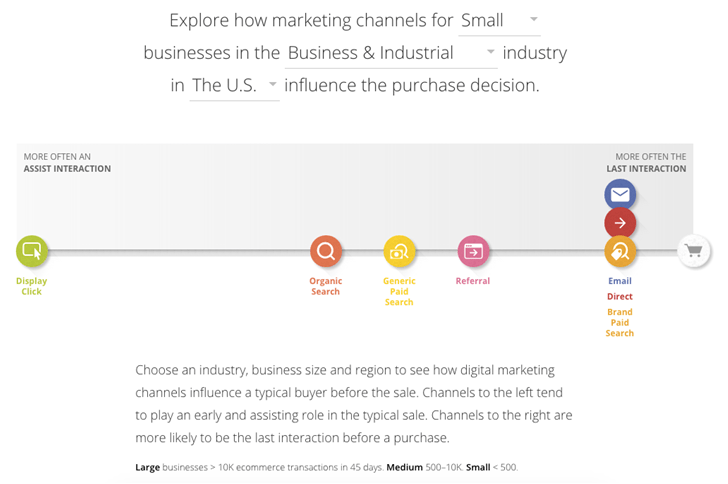 Explore how marketing channels for Small
businesses in the Business & Industrial industry
in The U.S. influence the purchase decision.
MORE OFTEN AN
ASSIST INTERACTION
MORE OFTEN THE
LAST INTERACTION
Display
Click
Organic
Search
Generic
Paid
Search
Referral
Email
Direct
Brand
Paid
Search
Choose an industry, business size and region to see how digital marketing
channels influence a typical buyer before the sale. Channels to the left tend
to play an early and assisting role in the typical sale. Channels to the right are
more likely to be the last interaction before a purchase.
Large businesses > 10K ecommerce transactions in 45 days. Medium 500–10K. Small < 500.